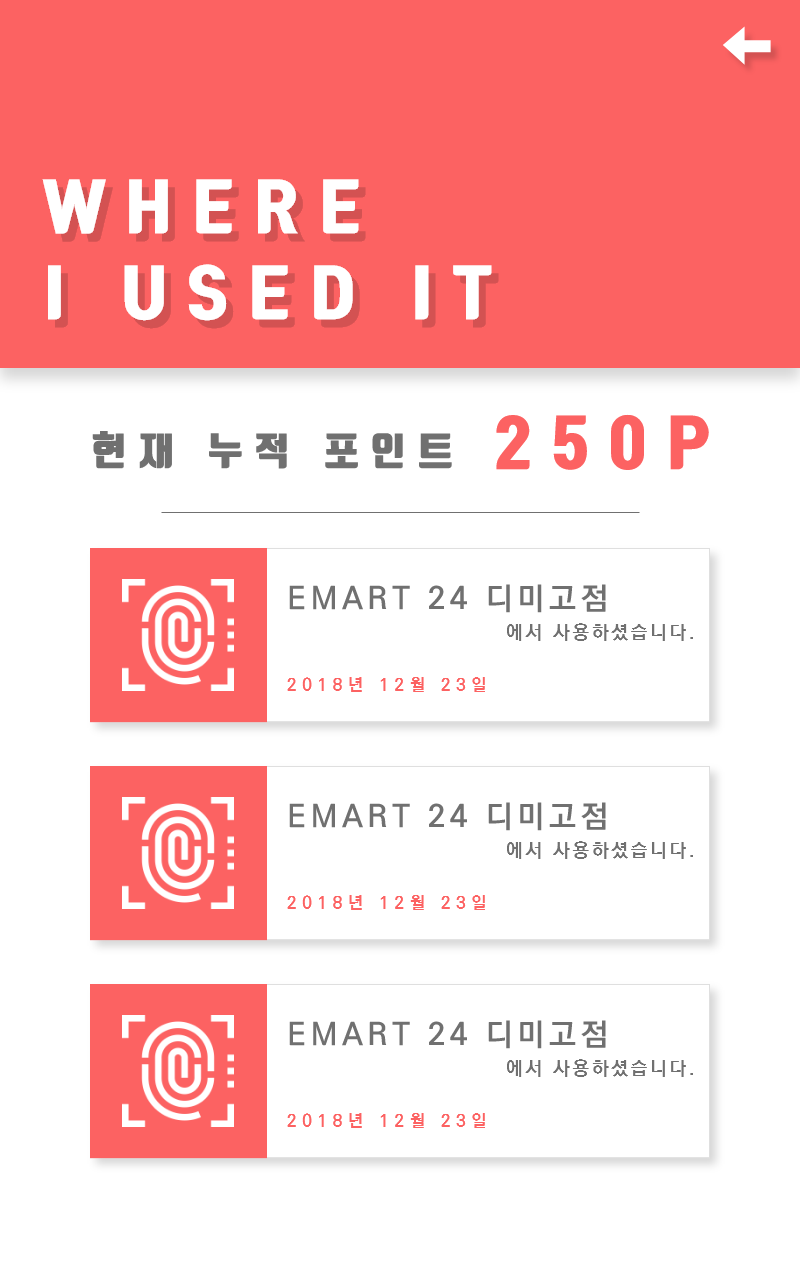 WHERE
I USED IT
현재 누적 포인트 250P
EMART 24 디미고점
에서 사용하셨습니다.
2018년 12월 23일
EMART 24 디미고점
에서 사용하셨습니다.
2018년 12월 23일
EMART 24 디미고점
에서 사용하셨습니다.
2018년 12월 23일